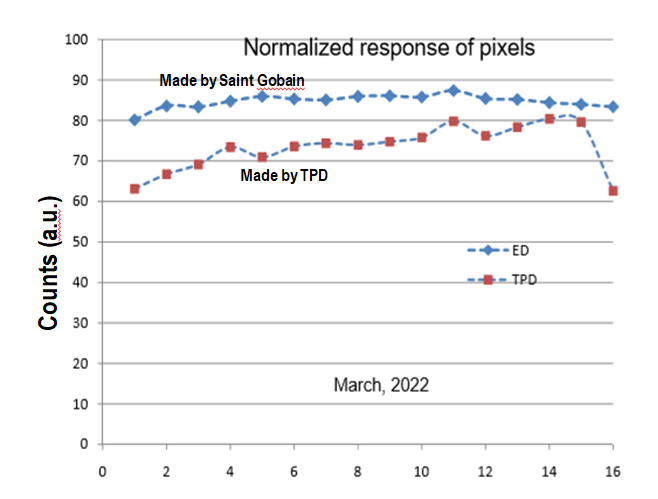 Normalized response of pixels
Made by Saint Gobain
Made by TPD
Counts (a.u.)
100
90
80
70
60
50
40
30
20
10
0
ED
TPD
March, 2022
0 2 4 6 8 10 12 14 16